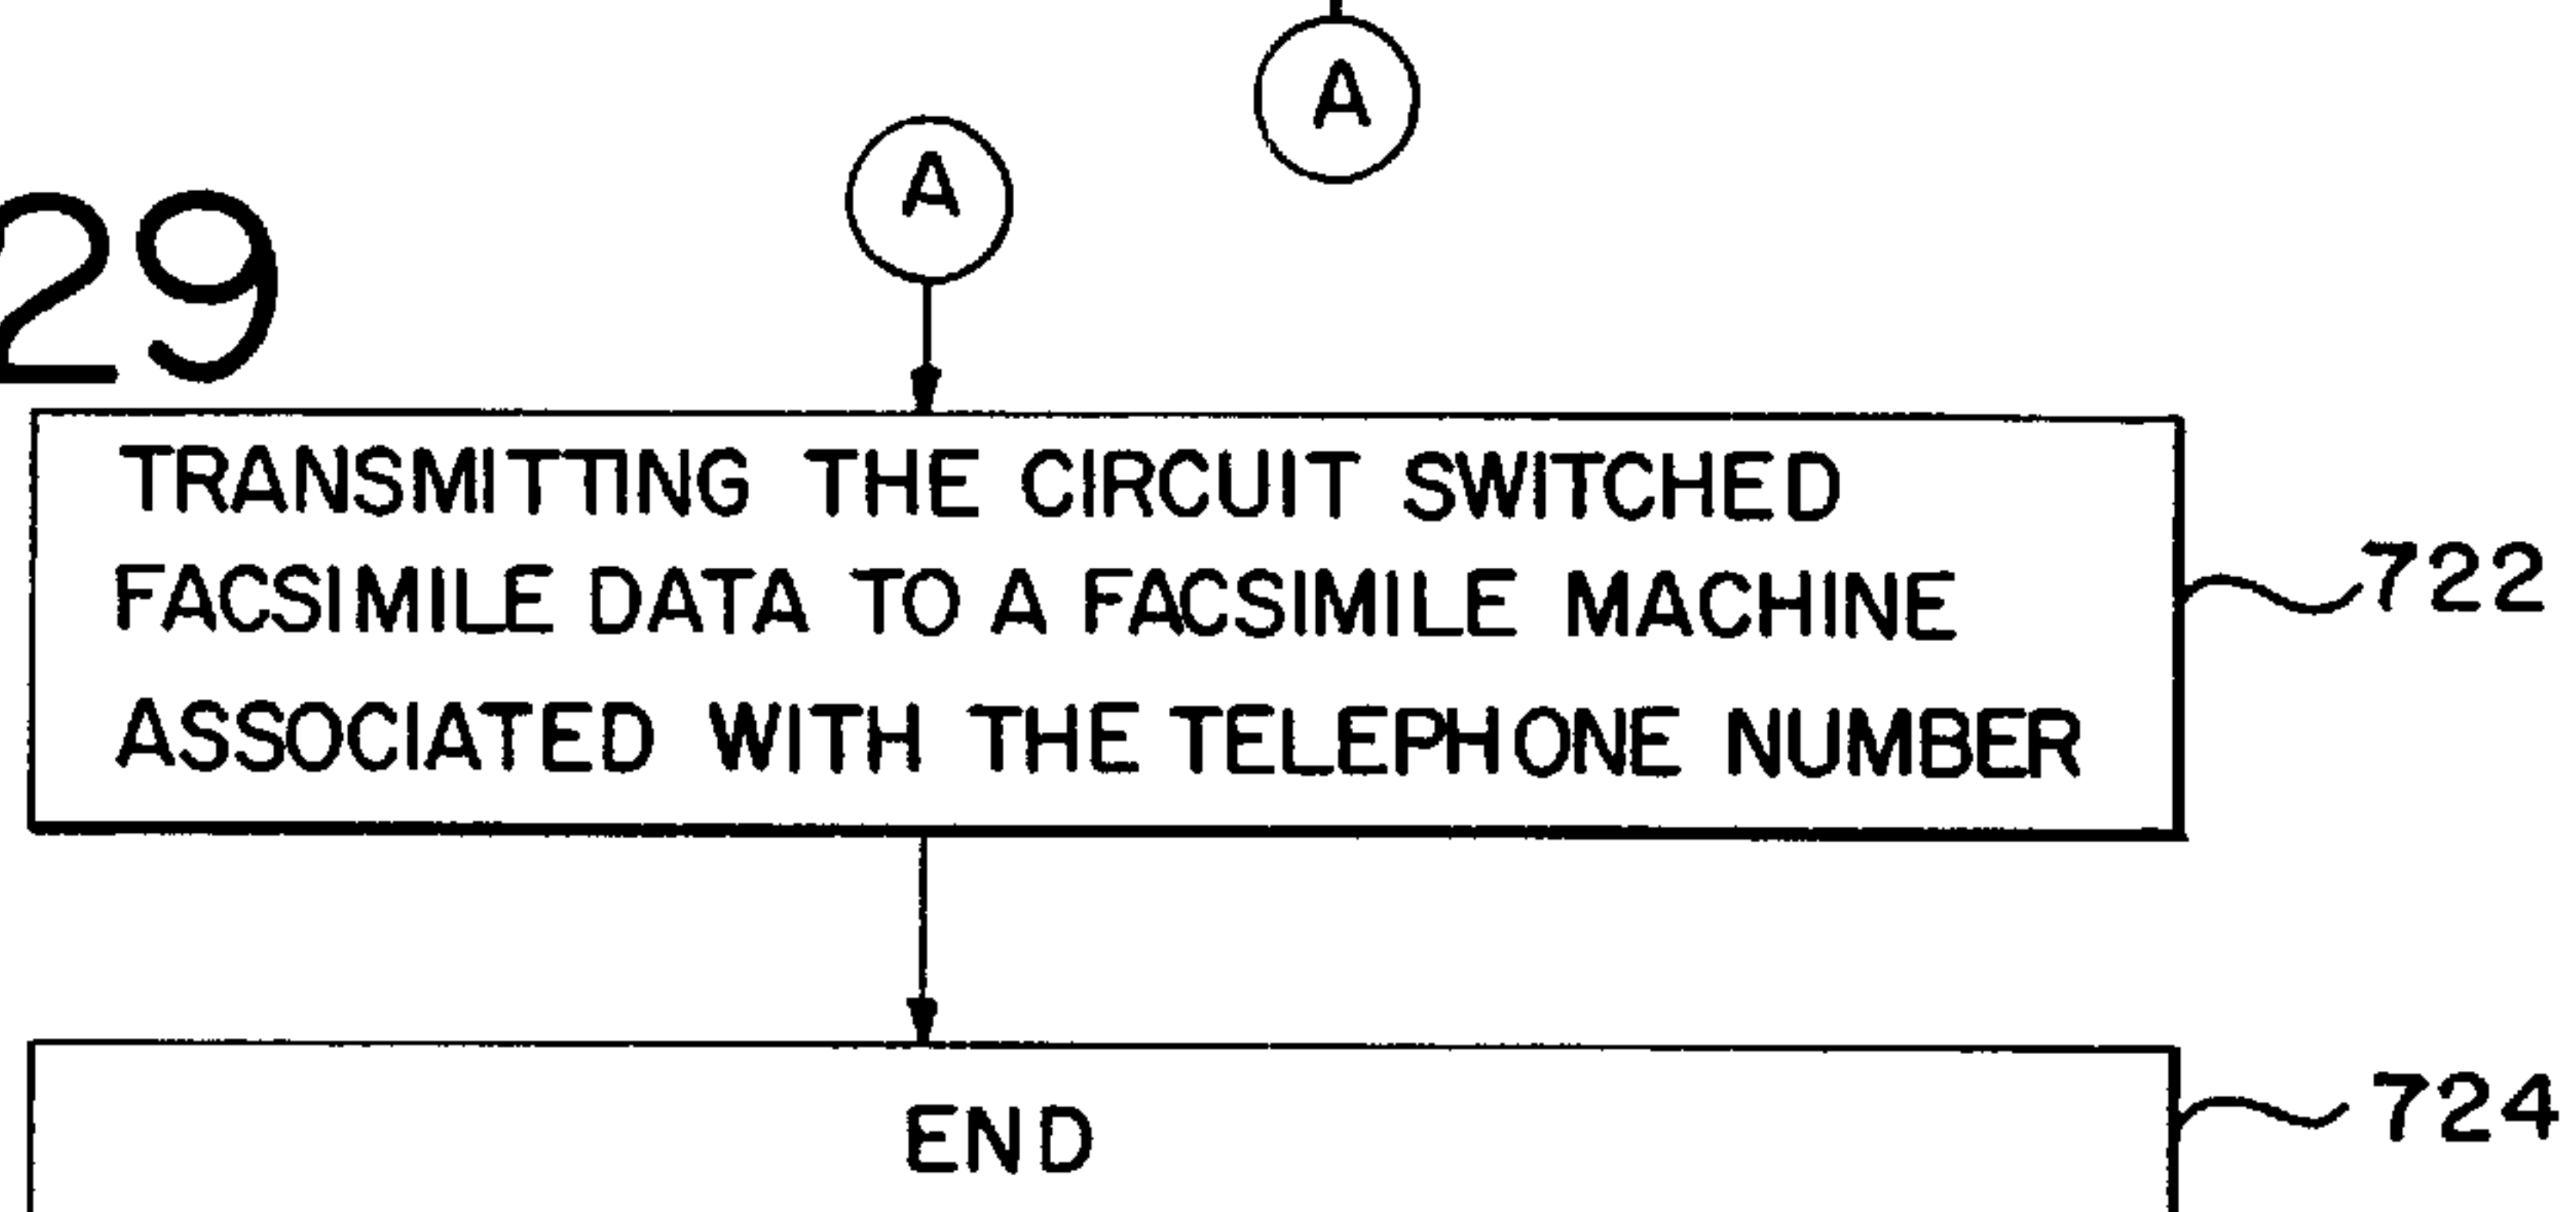 A
A
29
TRANSMITTING THE CIRCUIT SWITCHED
FACSIMILE DATA TO A FACSIMILE MACHINE
ASSOCIATED WITH THE TELEPHONE NUMBER
722
END
724